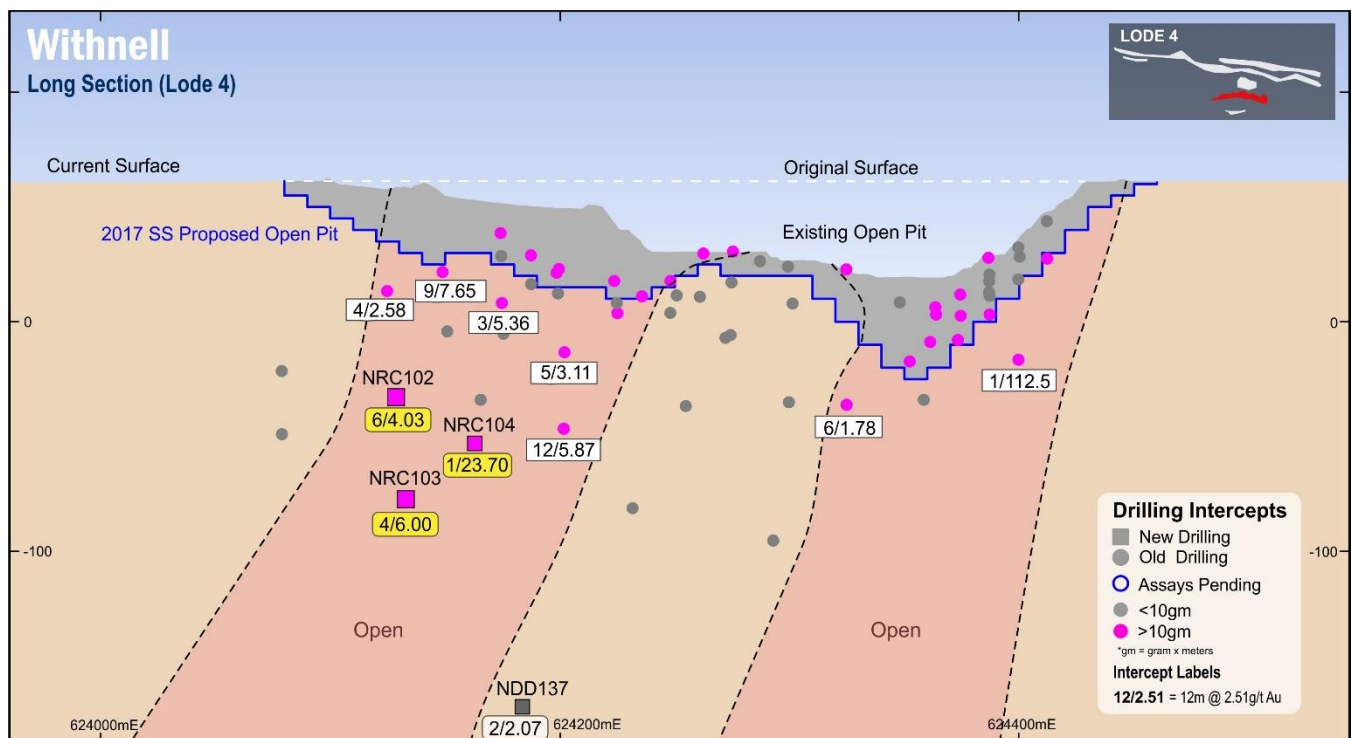 Withnell
Long Section (Lode 4)
LODE 4
Current Surface
Original Surface
2017 SS Proposed Open Pit
Existing Open Pit
9/7.65
4/2.58
3/5.36
0
0
5/3.11
1/112.5
NRC102
6/4.03
6/1.78
NRC104
12/5.87
1/23.70
NRC103
4/6.00
Drilling Intercepts
New Drilling
Old Drilling
-100
-100
Assays Pending
<10gm
>10gm
*gm = gram x meters
Intercept Labels
12/2.51 = 12m @ 2.51g/t Au
Open
Open
NDD137
2/2.07
624000mE
624200mE
624400mE